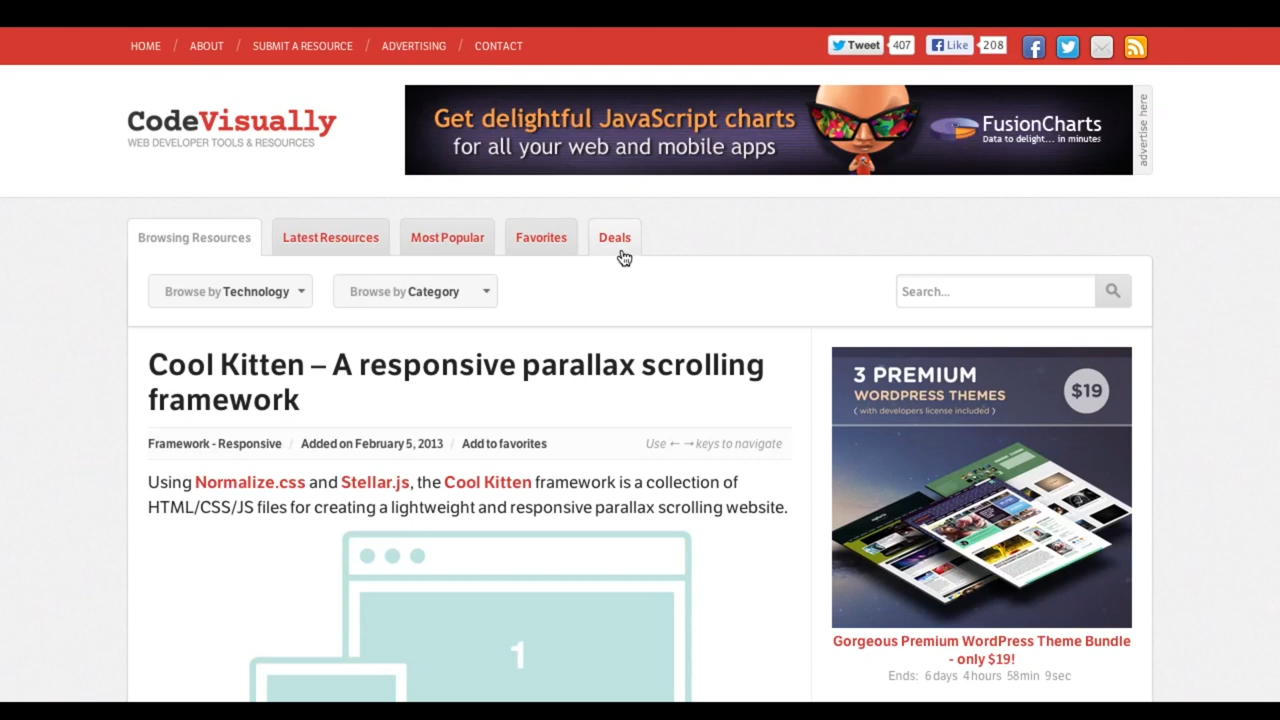 HOME / ABOUT / SUBMIT A RESOURCE / ADVERTISING / CONTACT
Tweet 407 Like 208
CodeVisually
WEB DEVELOPER TOOLS & RESOURCES
Get delightful JavaScript charts
for all your web and mobile apps
FusionCharts
Data to delight... in minutes
advertise here
Browsing Resources Latest Resources Most Popular Favorites Deals
Browse by Technology Browse by Category Search...
Cool Kitten – A responsive parallax scrolling
framework
Framework - Responsive / Added on February 5, 2013 / Add to favorites Use ← → keys to navigate
Using Normalize.css and Stellar.js, the Cool Kitten framework is a collection of
HTML/CSS/JS files for creating a lightweight and responsive parallax scrolling website.
1
3 PREMIUM
WORDPRESS THEMES
( with developers license included )
$19
Gorgeous Premium WordPress Theme Bundle
- only $19!
Ends: 6days 4hours 58min 9sec